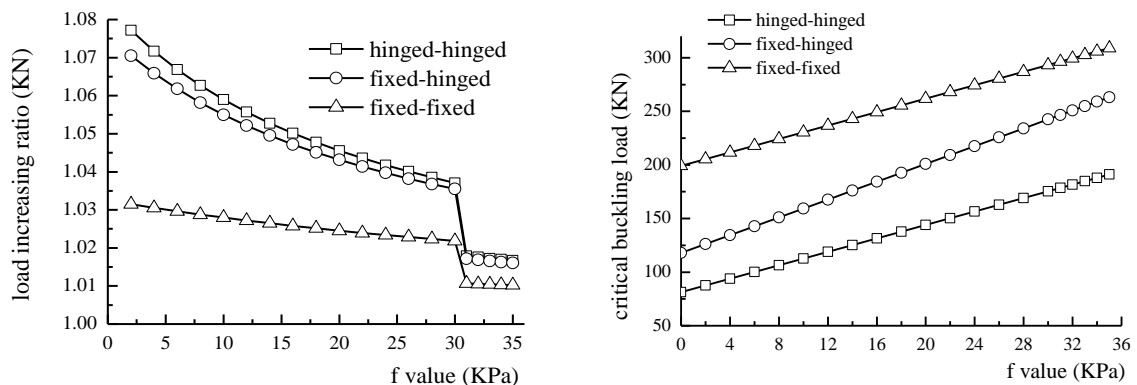 load increasing ratio (KN)
1.08
1.07
1.06
1.05
1.04
1.03
1.02
1.01
1.00
0 5 10 15 20 25 30 35
f value (KPa)
hinged-hinged
fixed-hinged
fixed-fixed
critical buckling load (KN)
300
250
200
150
100
50
0 4 8 12 16 20 24 28 32 36
f value (KPa)
hinged-hinged
fixed-hinged
fixed-fixed